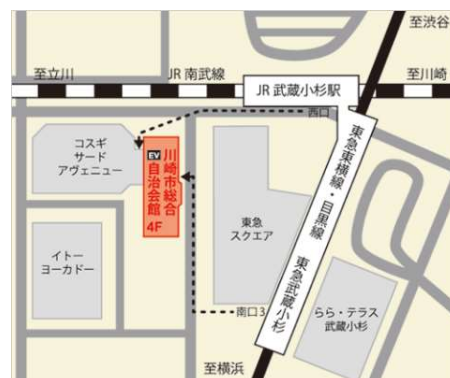 至渋谷
至立川
JR 南武線
至川崎
JR 武蔵小杉駅
西口
コスギ
サード
アヴェニュー
川崎市総合
自治会館
EV
4F
東急東横線・目黒線　東急武蔵小杉
東急
スクエア
イトー
ヨーカドー
南口3
らら・テラス
武蔵小杉
至横浜